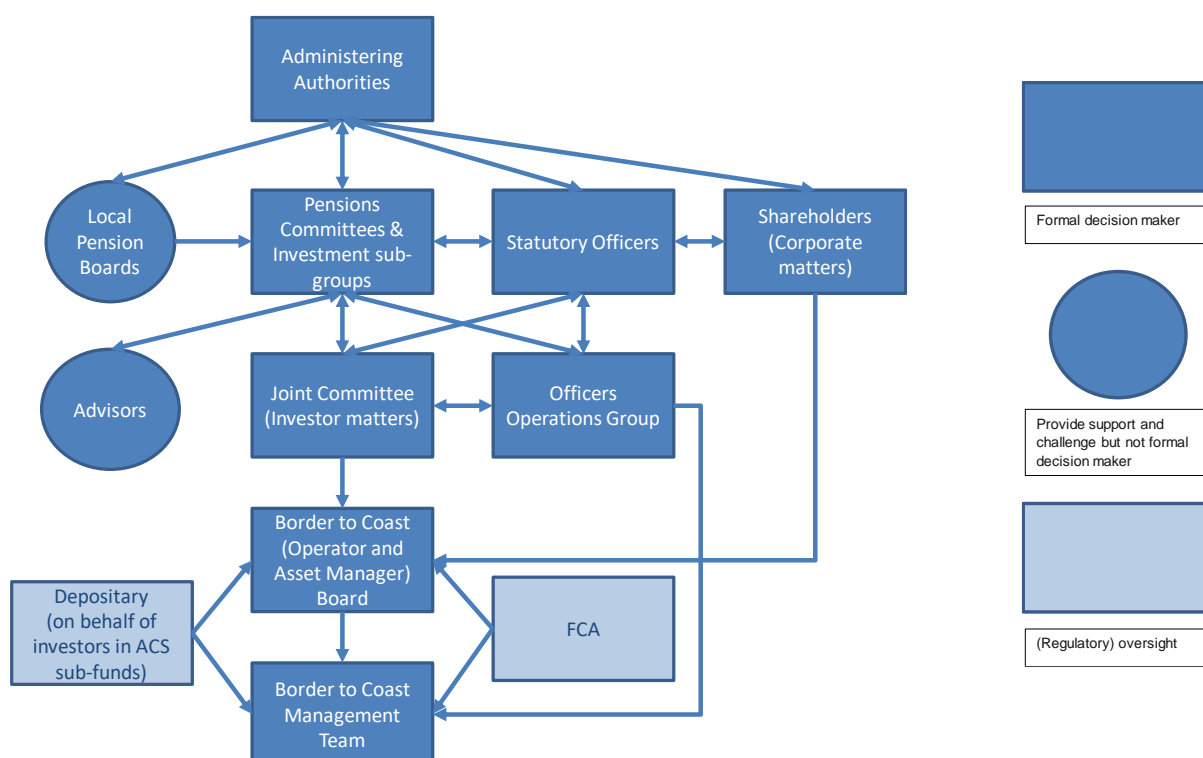 Administering
Authorities
Local
Pension
Boards
Pensions
Committees &
Investment sub-
groups
Statutory Officers
Shareholders
(Corporate
matters)
Formal decision maker
Advisors
Joint Committee
(Investor matters)
Officers
Operations Group
Provide support and
challenge but not formal
decision maker
Border to Coast
(Operator and
Asset Manager)
Board
Depositary
(on behalf of
investors in ACS
sub-funds)
FCA
(Regulatory) oversight
Border to Coast
Management
Team